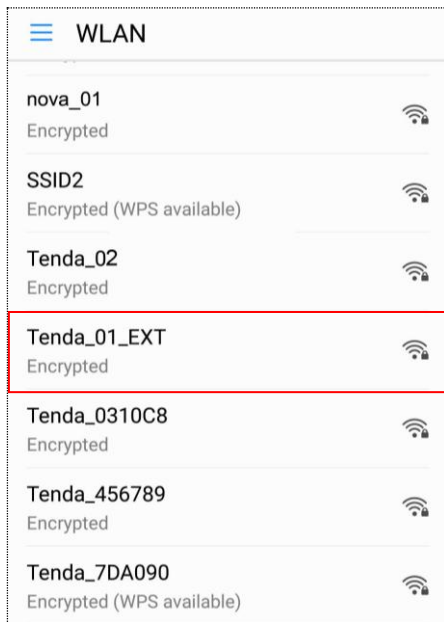 WLAN
nova_01
Encrypted
SSID2
Encrypted (WPS available)
Tenda_02
Encrypted
Tenda_01_EXT
Encrypted
Tenda_0310C8
Encrypted
Tenda_456789
Encrypted
Tenda_7DA090
Encrypted (WPS available)